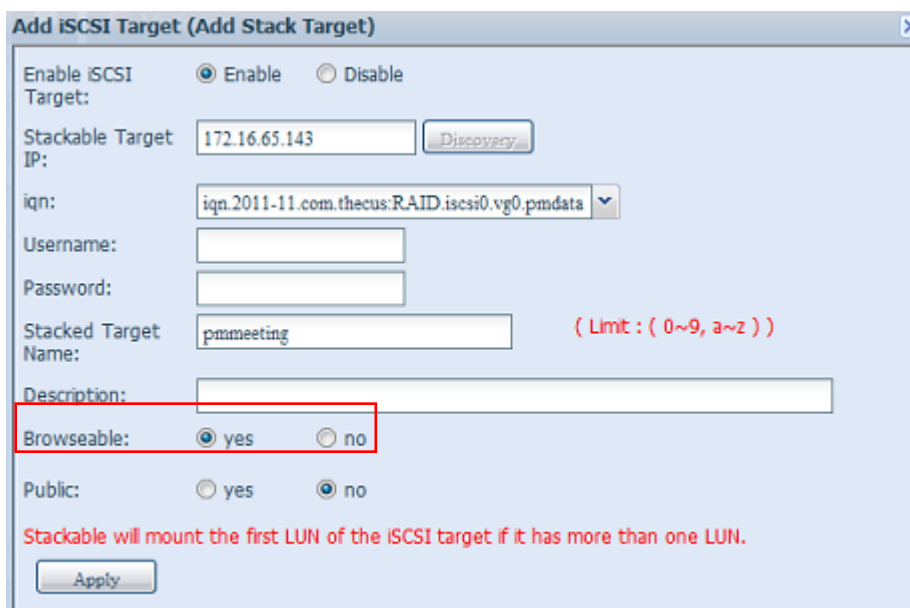 Add iSCSI Target (Add Stack Target)
Enable iSCSI Target: Enable Disable
Stackable Target IP: 172.16.65.143 Discovery
iqn: iqn.2011-11.com.thecus:RAID.iscsi0.vg0.pmdata
Username:
Password:
Stacked Target Name: pmmeeting ( Limit : ( 0~9, a~z ) )
Description:
Browseable: yes no
Public: yes no
Stackable will mount the first LUN of the iSCSI target if it has more than one LUN.
Apply